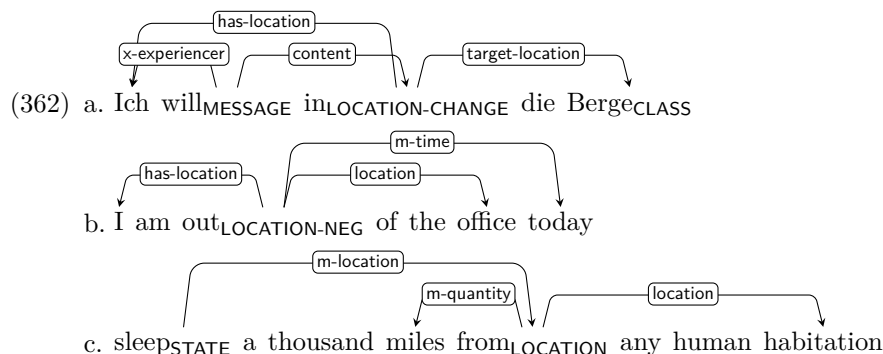 has-location
x-experiencer content target-location
(362) a. Ich willMESSAGE inLOCATION-CHANGE die BergeCLASS
m-time
has-location location
b. I am outLOCATION-NEG of the office today
m-location
m-quantity location
c. sleepSTATE a thousand miles fromLOCATION any human habitation